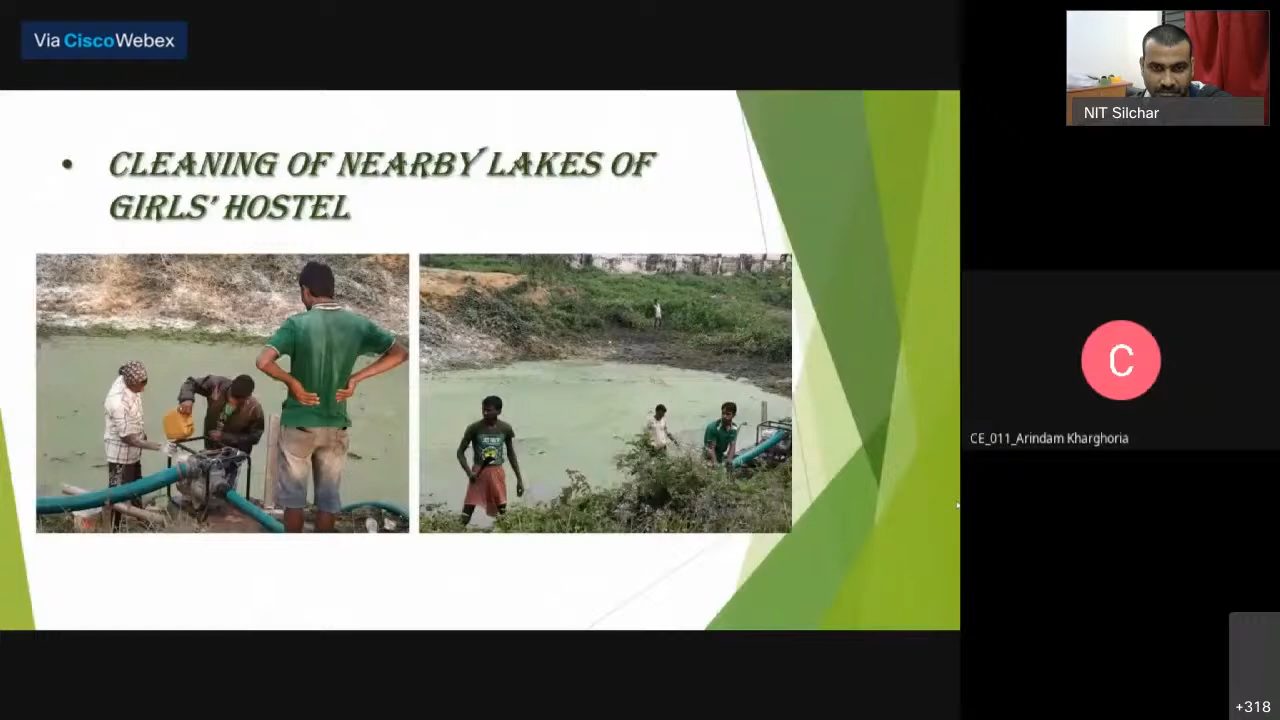 Via CiscoWebex
NIT Silchar
• CLEANING OF NEARBY LAKES OF
GIRLS' HOSTEL
C
CE_011_Arindam Kharghoria
+318